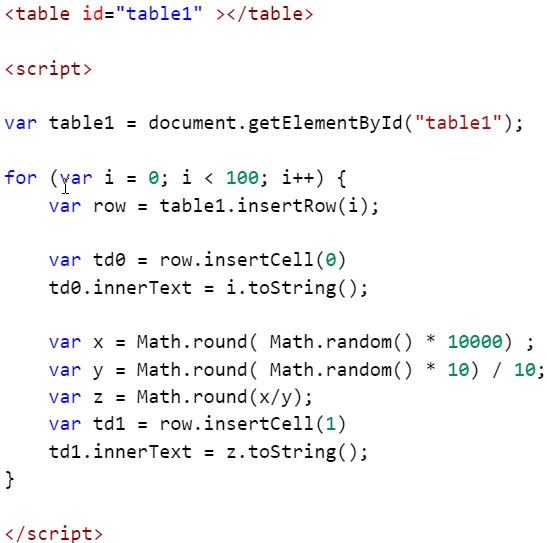 <table id="table1" ></table>
<script>
var table1 = document.getElementById("table1");
for (var i = 0; i < 100; i++) {
var row = table1.insertRow(i);
var td0 = row.insertCell(0)
td0.innerText = i.toString();
var x = Math.round( Math.random() * 10000) ;
var y = Math.round( Math.random() * 10) / 10;
var z = Math.round(x/y);
var td1 = row.insertCell(1)
td1.innerText = z.toString();
}
</script>